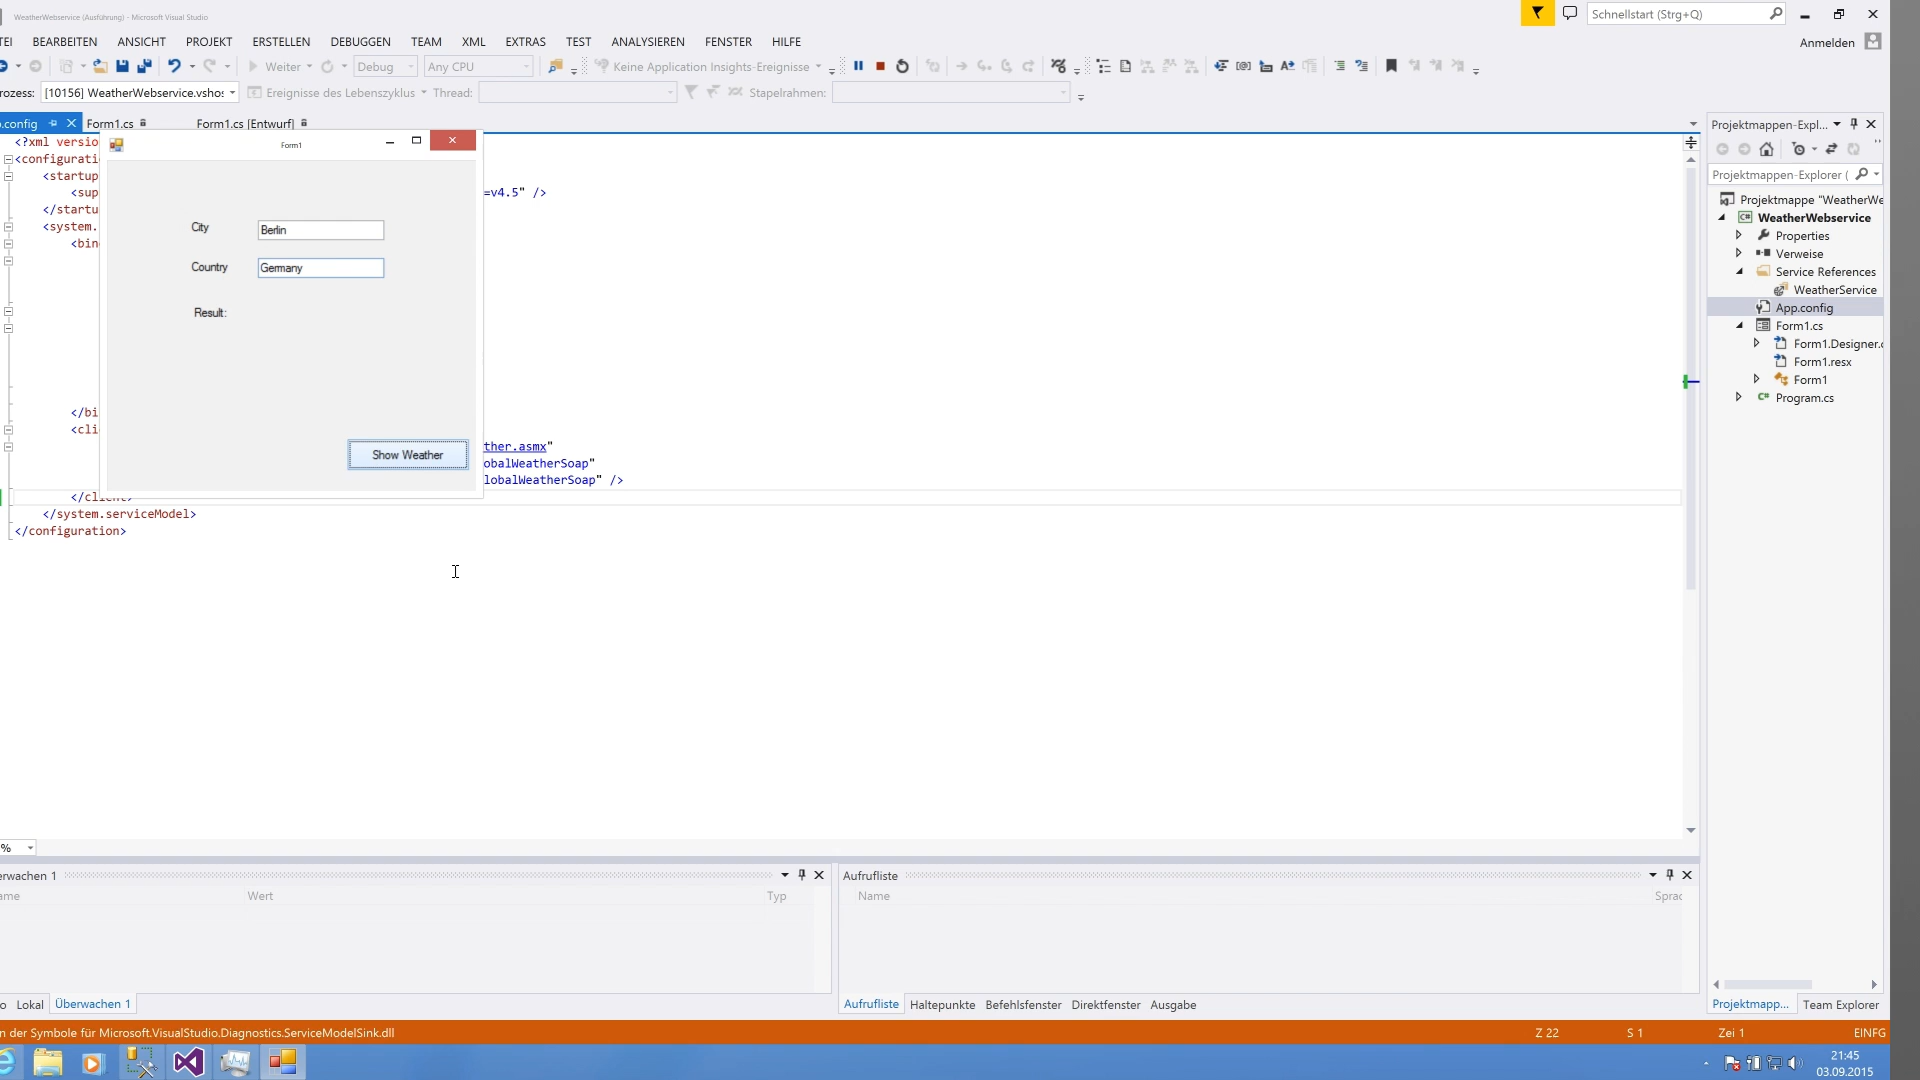 WeatherWebservice (Ausführung) - Microsoft Visual Studio
Schnellstart (Strg+Q)
TEI BEARBEITEN ANSICHT PROJEKT ERSTELLEN DEBUGGEN TEAM XML EXTRAS TEST ANALYSIEREN FENSTER HILFE
Anmelden
Weiter Debug Any CPU Keine Application Insights-Ereignisse
rozess: [10156] WeatherWebservice.vshos Ereignisse des Lebenszyklus Thread: Stapelrahmen:
.config Form1.cs Form1.cs [Entwurf]
<?xml versio
<configurati
<startup
<sup
=v4.5" />
</startu
<system.
<bind
</bi
<cli
ther.asmx"
obalWeatherSoap"
lobalWeatherSoap" />
</client>
</system.serviceModel>
</configuration>
Form1
City Berlin
Country Germany
Result:
Show Weather
Projektmappen-Expl...
Projektmappen-Explorer (
Projektmappe "WeatherWe
WeatherWebservice
Properties
Verweise
Service References
WeatherService
App.config
Form1.cs
Form1.Designer.c
Form1.resx
Form1
Program.cs
%
erwachen 1
ame Wert Typ
o Lokal Überwachen 1
Aufrufliste
Name Sprac
Aufrufliste Haltepunkte Befehlsfenster Direktfenster Ausgabe
Projektmapp... Team Explorer
n der Symbole für Microsoft.VisualStudio.Diagnostics.ServiceModelSink.dll
Z 22 S 1 Zei 1 EINFG
21:45
03.09.2015